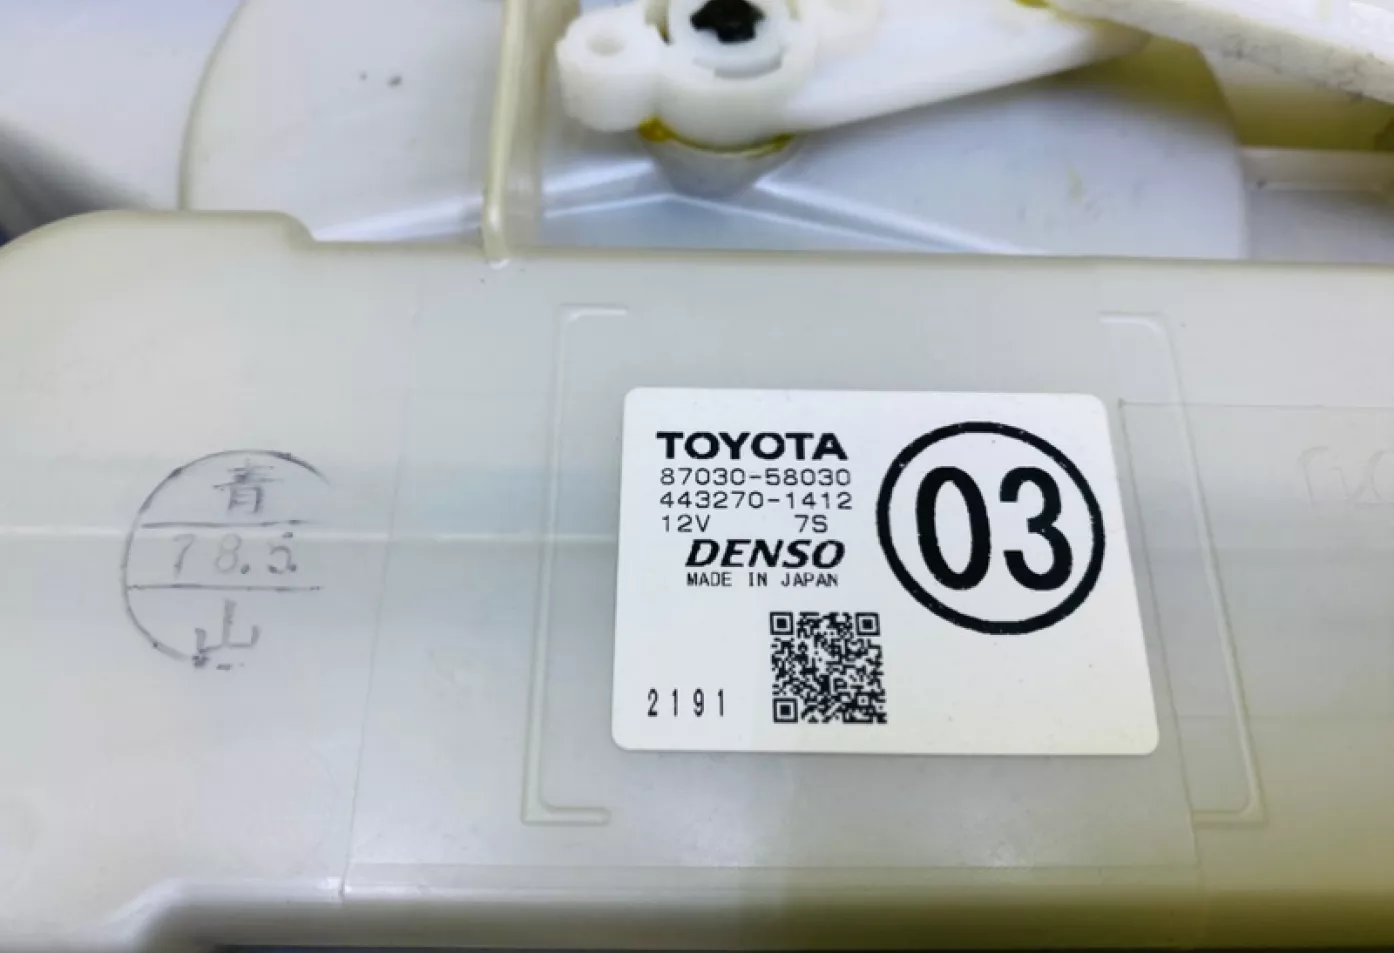 青
78.5.
山
TOYOTA
87030-58030
443270-1412
12V 7S
DENSO
MADE IN JAPAN
03
2191